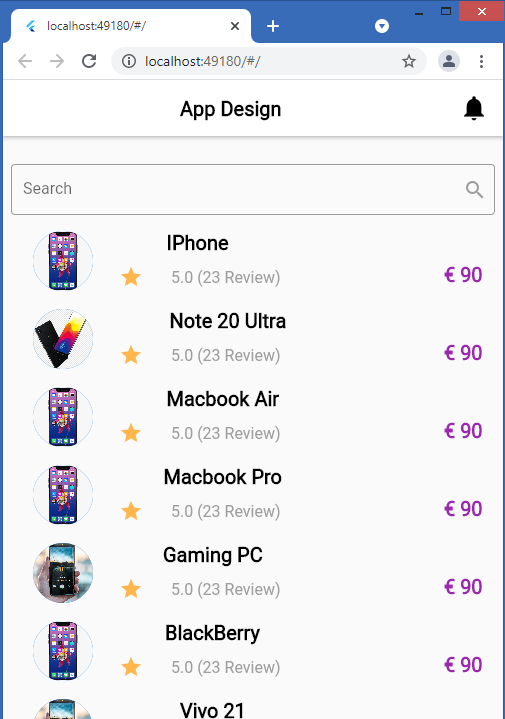 localhost:49180/#/
localhost:49180/#/
App Design
Search
IPhone
5.0 (23 Review)
€ 90
Note 20 Ultra
5.0 (23 Review)
€ 90
Macbook Air
5.0 (23 Review)
€ 90
Macbook Pro
5.0 (23 Review)
€ 90
Gaming PC
5.0 (23 Review)
€ 90
BlackBerry
5.0 (23 Review)
€ 90
Vivo 21